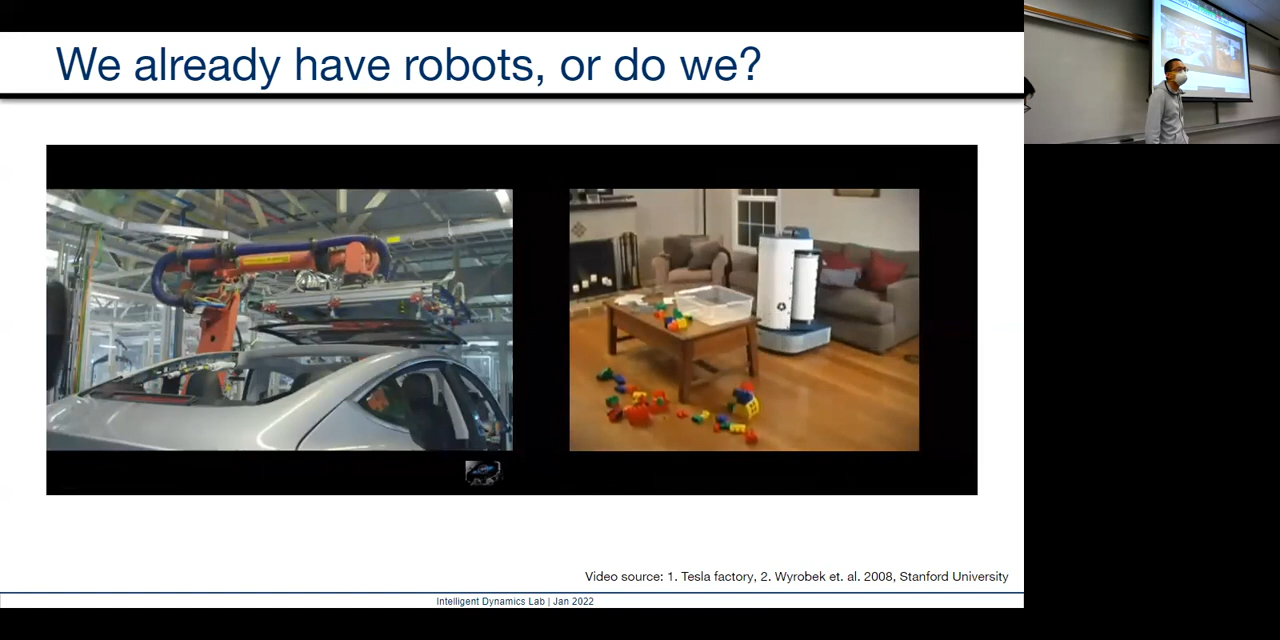 We already have robots, or do we?
Video source: 1. Tesla factory, 2. Wyrobek et. al. 2008, Stanford University
Intelligent Dynamics Lab | Jan 2022